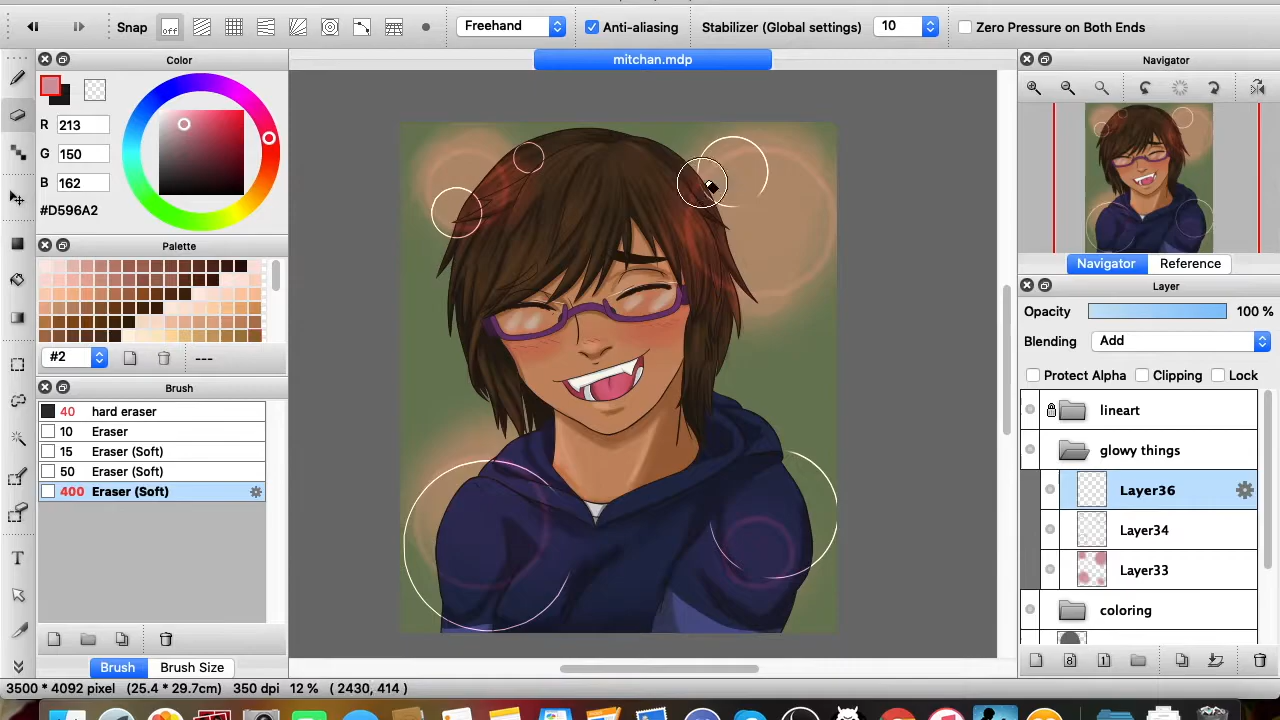 Snap off Freehand Anti-aliasing Stabilizer (Global settings) 10 Zero Pressure on Both Ends
Color
mitchan.mdp
Navigator
R 213
G 150
B 162
#D596A2
Palette
#2 ---
Navigator Reference
Layer
Opacity 100 %
Blending Add
Protect Alpha Clipping Lock
Brush
40 hard eraser
10 Eraser
15 Eraser (Soft)
50 Eraser (Soft)
400 Eraser (Soft)
lineart
glowy things
Layer36
Layer34
Layer33
coloring
8 1
T
Brush Brush Size
3500 * 4092 pixel (25.4 * 29.7cm) 350 dpi 12 % ( 2430, 414 )